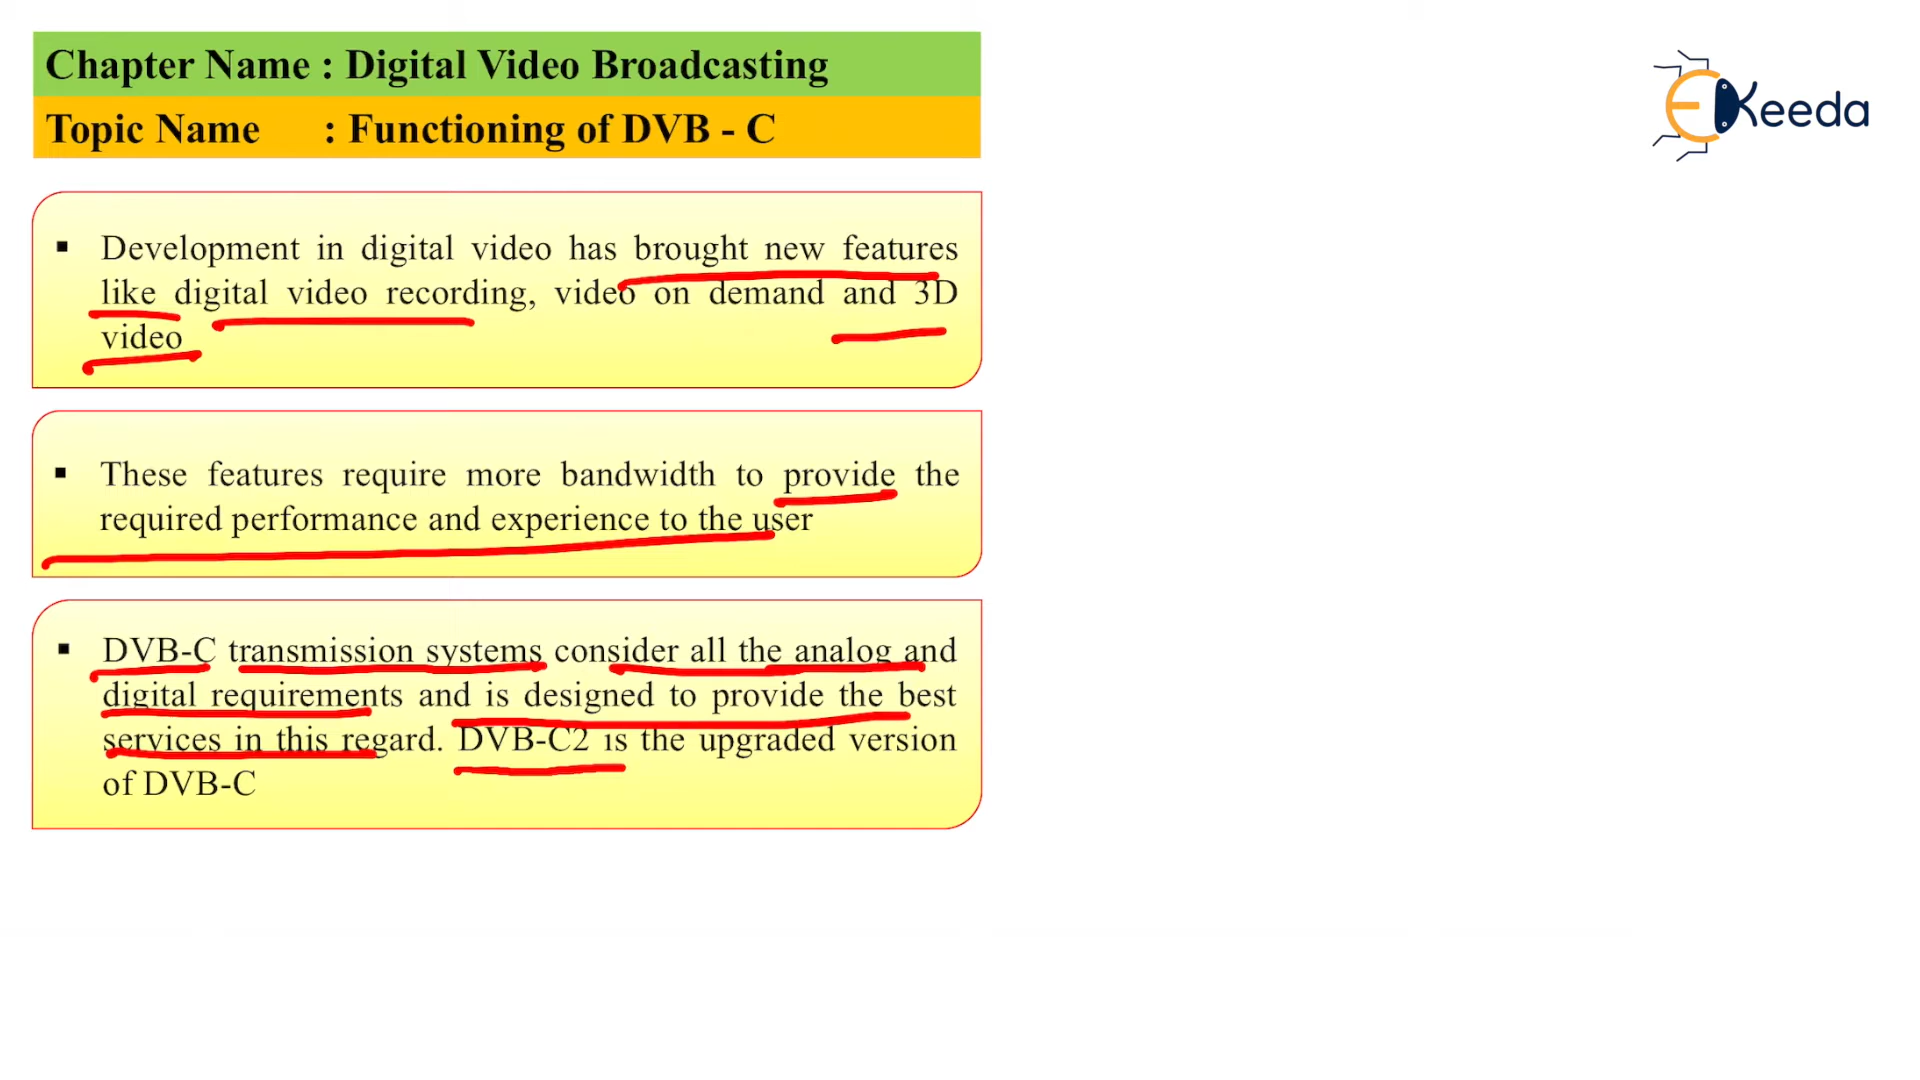 Chapter Name : Digital Video Broadcasting
Topic Name : Functioning of DVB - C
EKeeda
▪ Development in digital video has brought new features
like digital video recording, video on demand and 3D
video
▪ These features require more bandwidth to provide the
required performance and experience to the user
▪ DVB-C transmission systems consider all the analog and
digital requirements and is designed to provide the best
services in this regard. DVB-C2 is the upgraded version
of DVB-C